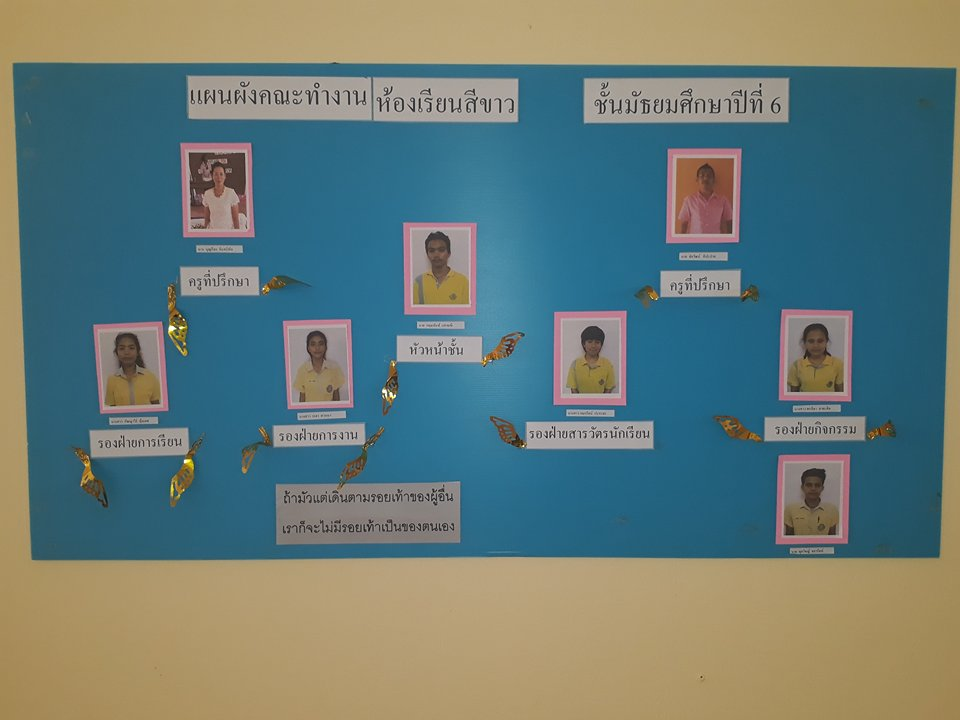 แผนผังคณะทำงาน ห้องเรียนสีขาว ชั้นมัธยมศึกษาปีที่ 6
ครูที่ปรึกษา
ครูที่ปรึกษา
หัวหน้าชั้น
รองฝ่ายการเรียน
รองฝ่ายการงาน
รองฝ่ายสารวัตรนักเรียน
รองฝ่ายกิจกรรม
ถ้ามัวแต่เดินตามรอยเท้าของผู้อื่น
เราก็จะไม่มีรอยเท้าเป็นของตนเอง